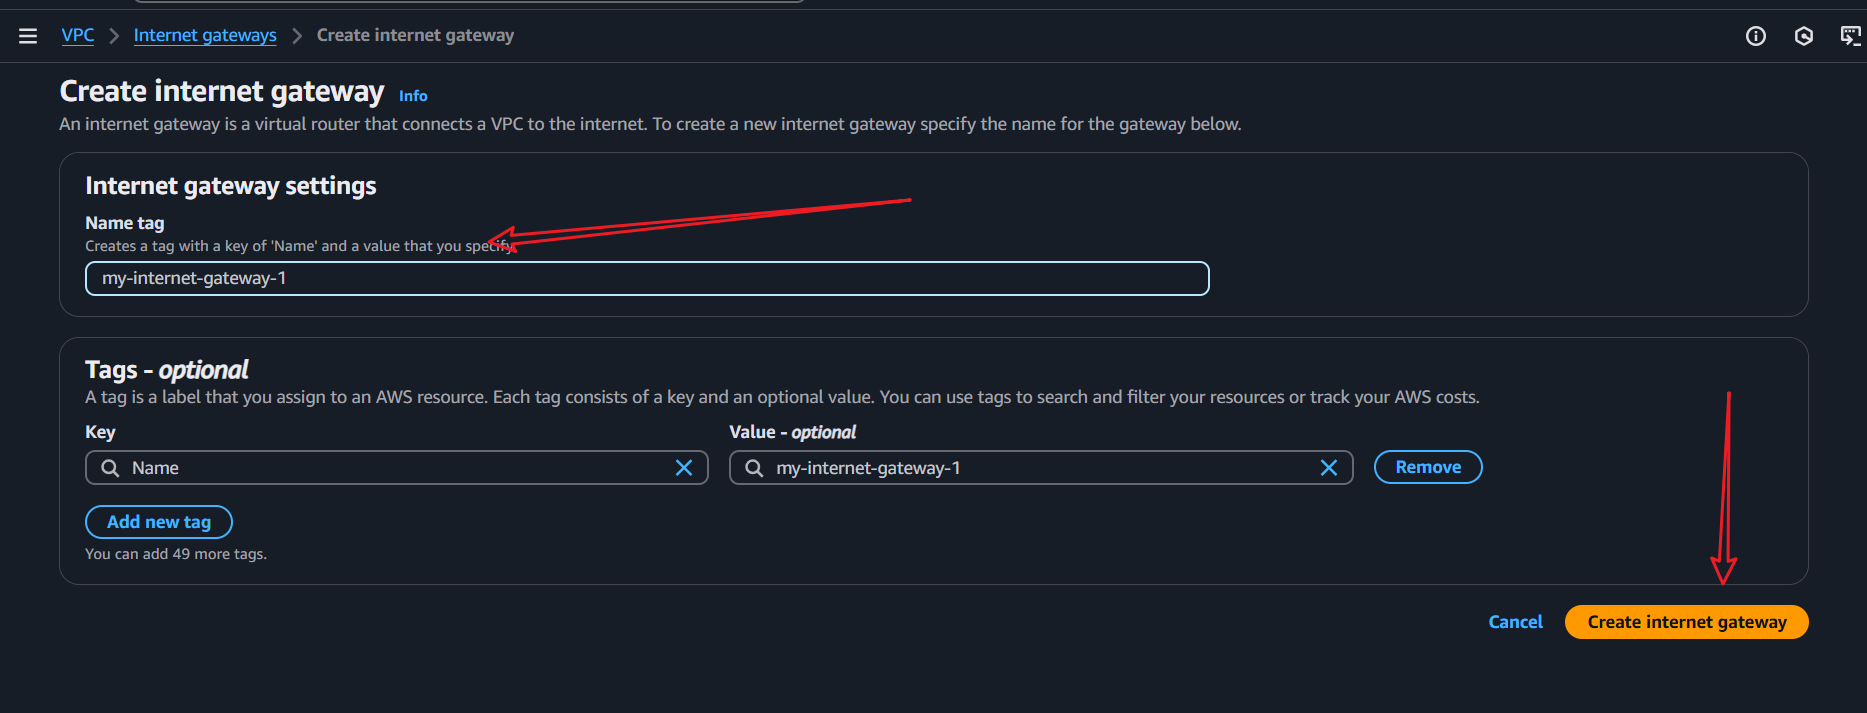 VPC > Internet gateways > Create internet gateway
Create internet gateway Info
An internet gateway is a virtual router that connects a VPC to the internet. To create a new internet gateway specify the name for the gateway below.
Internet gateway settings
Name tag
Creates a tag with a key of 'Name' and a value that you specify.
my-internet-gateway-1
Tags - optional
A tag is a label that you assign to an AWS resource. Each tag consists of a key and an optional value. You can use tags to search and filter your resources or track your AWS costs.
Key Value - optional
Name my-internet-gateway-1 Remove
Add new tag
You can add 49 more tags.
Cancel Create internet gateway